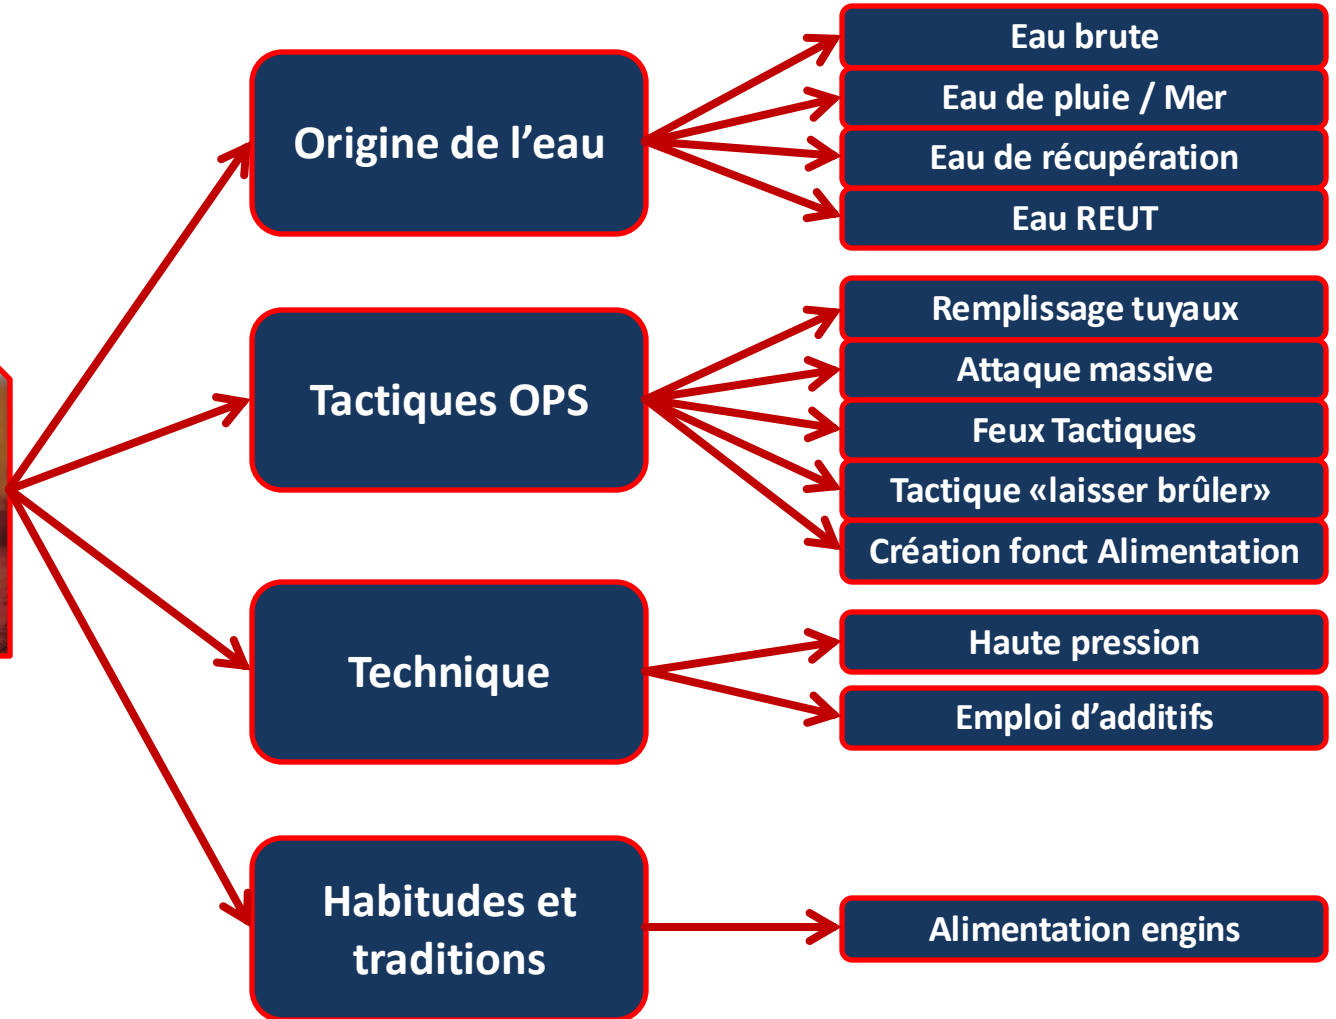 Origine de l’eau
Eau brute
Eau de pluie / Mer
Eau de récupération
Eau REUT
Tactiques OPS
Remplissage tuyaux
Attaque massive
Feux Tactiques
Tactique «laisser brûler»
Création fonct Alimentation
Technique
Haute pression
Emploi d’additifs
Habitudes et
traditions
Alimentation engins